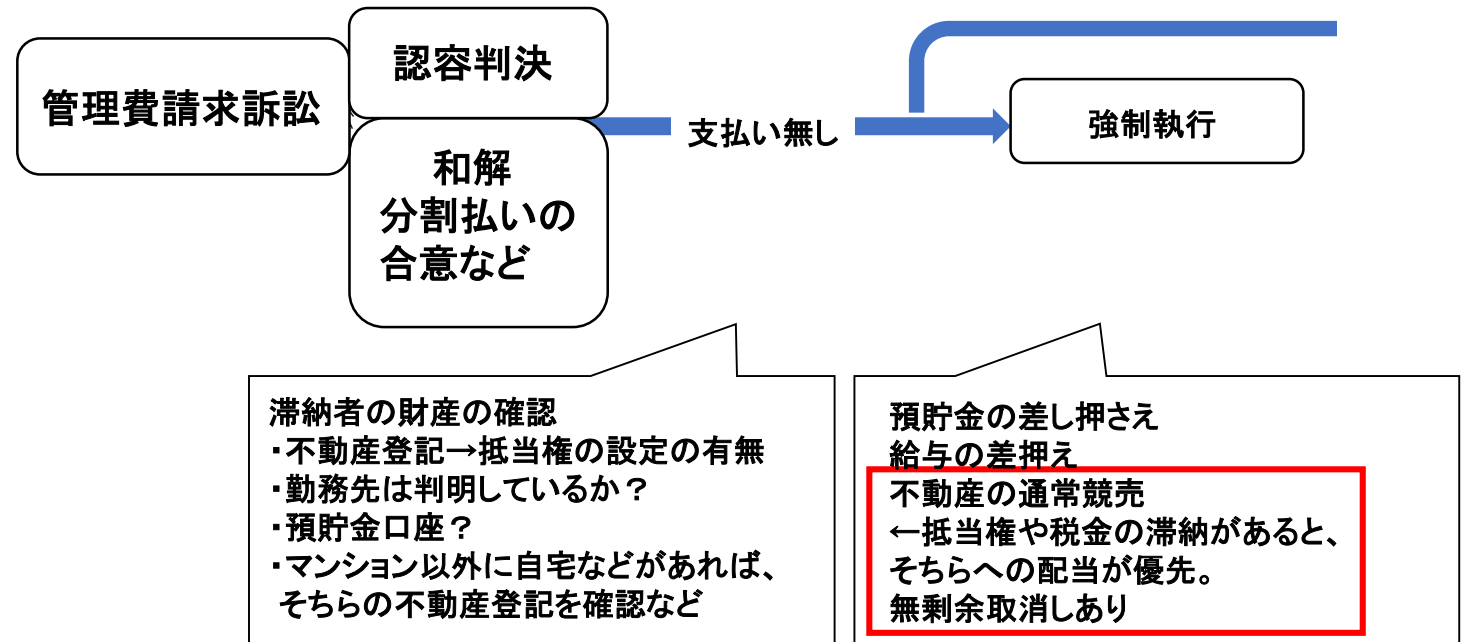 管理費請求訴訟
認容判決
和解
分割払いの
合意など
支払い無し
強制執行
滞納者の財産の確認
・不動産登記→抵当権の設定の有無
・勤務先は判明しているか？
・預貯金口座？
・マンション以外に自宅などがあれば、
そちらの不動産登記を確認など
預貯金の差し押さえ
給与の差押え
不動産の通常競売
←抵当権や税金の滞納があると、
そちらへの配当が優先。
無剰余取消しあり